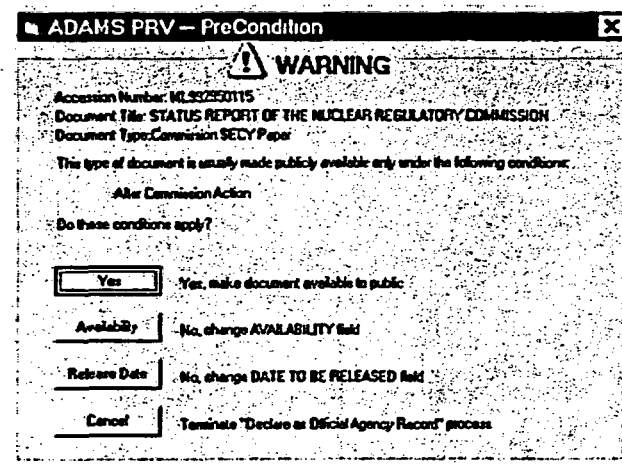 ADAMS PRV – PreCondition
WARNING
Accession Number: ML992950115
Document Title: STATUS REPORT OF THE NUCLEAR REGULATORY COMMISSION
Document Type:Commission SECY Paper
This type of document is usually made publicly available only under the following conditions:
After Commission Action
Do these conditions apply?
Yes Yes, make document available to public
Availability No, change AVAILABILITY field
Release Date No, change DATE TO BE RELEASED field
Cancel Terminate "Declare as Official Agency Record" process